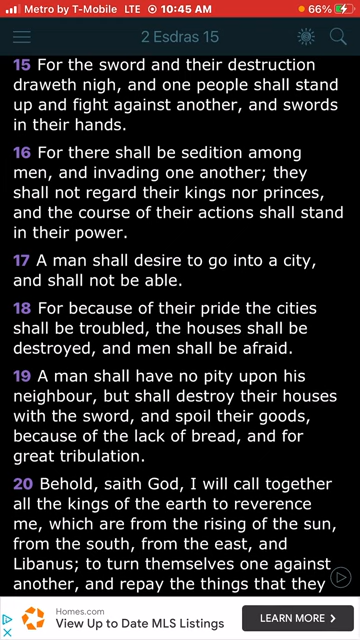 Metro by T-Mobile LTE 10:45 AM 66%
2 Esdras 15
15 For the sword and their destruction
draweth nigh, and one people shall stand
up and fight against another, and swords
in their hands.
16 For there shall be sedition among
men, and invading one another; they
shall not regard their kings nor princes,
and the course of their actions shall stand
in their power.
17 A man shall desire to go into a city,
and shall not be able.
18 For because of their pride the cities
shall be troubled, the houses shall be
destroyed, and men shall be afraid.
19 A man shall have no pity upon his
neighbour, but shall destroy their houses
with the sword, and spoil their goods,
because of the lack of bread, and for
great tribulation.
20 Behold, saith God, I will call together
all the kings of the earth to reverence
me, which are from the rising of the sun,
from the south, from the east, and
Libanus; to turn themselves one against
another, and repay the things that they
Homes.com
View Up to Date MLS Listings
LEARN MORE >